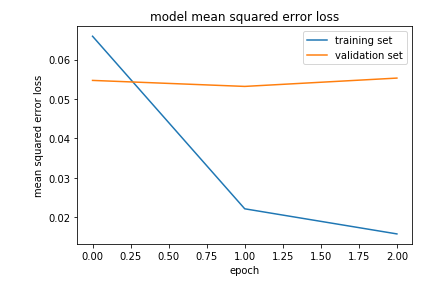 model mean squared error loss
training set
validation set
mean squared error loss
0.06
0.05
0.04
0.03
0.02
0.00 0.25 0.50 0.75 1.00 1.25 1.50 1.75 2.00
epoch